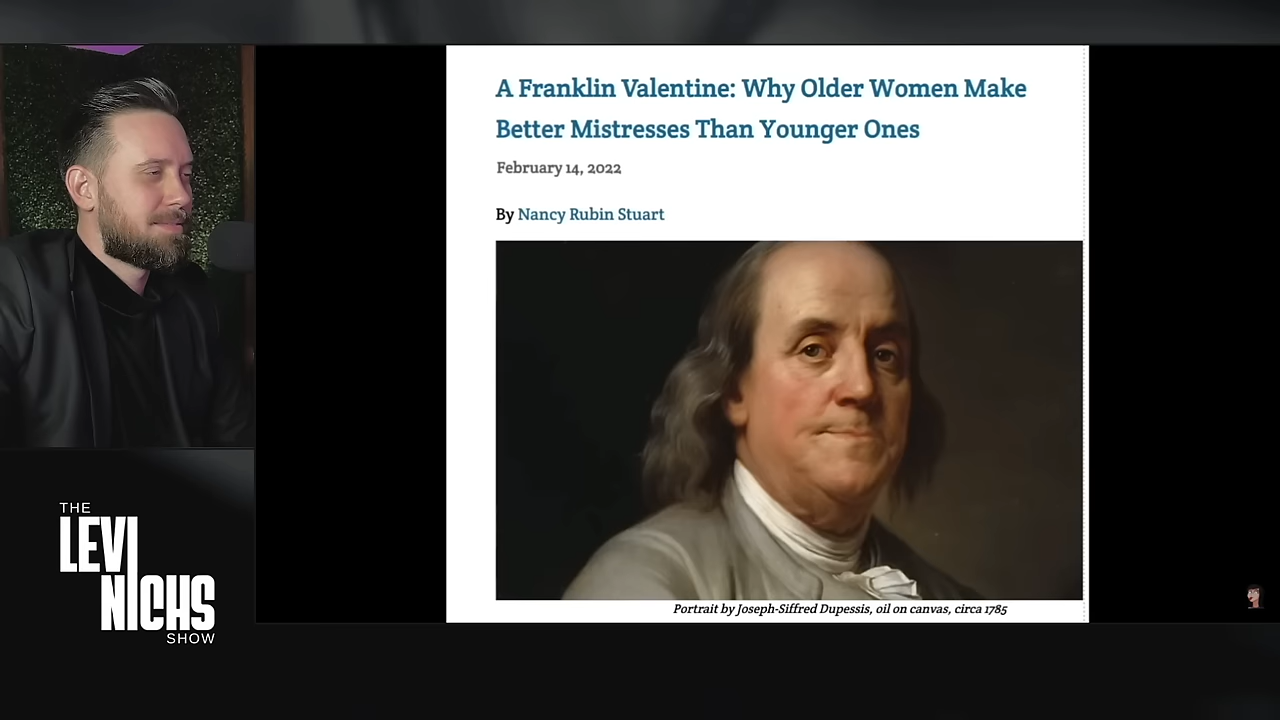 A Franklin Valentine: Why Older Women Make
Better Mistresses Than Younger Ones
February 14, 2022
By Nancy Rubin Stuart
Portrait by Joseph-Siffred Dupessis, oil on canvas, circa 1785
THE
LEVI
NICHS
SHOW